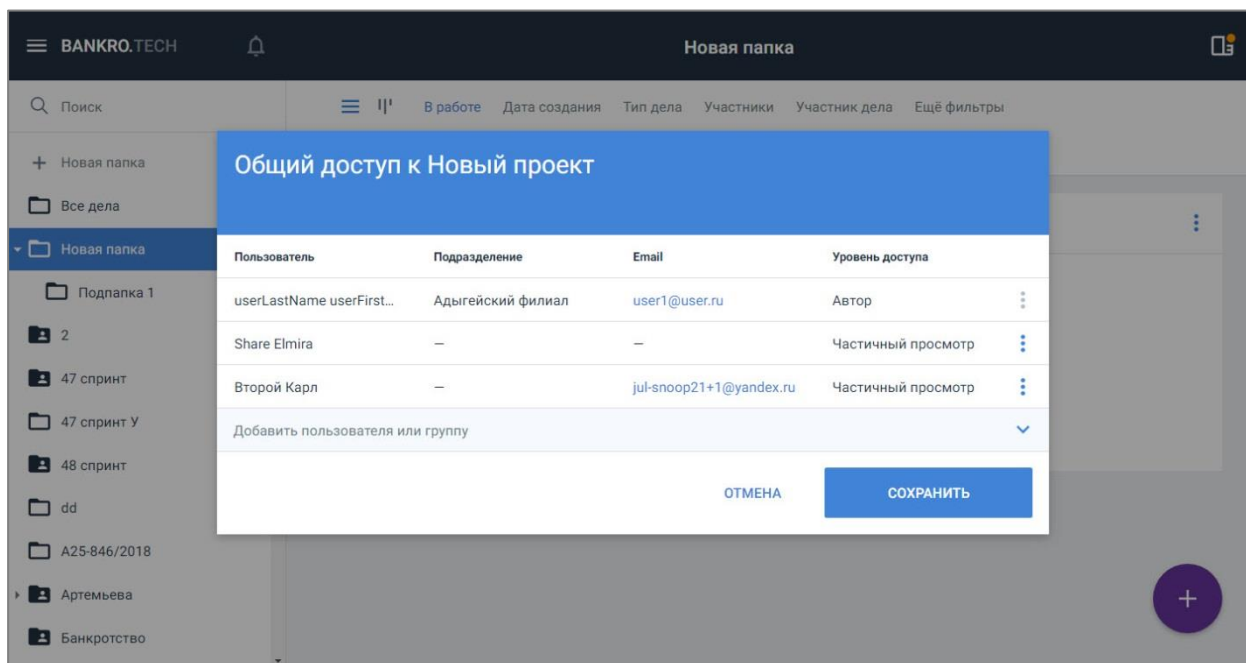 BANKRO.TECH
Новая папка
Поиск
В работе Дата создания Тип дела Участники Участник дела Ещё фильтры
Новая папка
Все дела
Новая папка
Подпапка 1
2
47 спринт
47 спринт У
48 спринт
dd
А25-846/2018
Артемьева
Банкротство
Общий доступ к Новый проект
Пользователь Подразделение Email Уровень доступа
userLastName userFirst... Адыгейский филиал user1@user.ru Автор
Share Elmira — — Частичный просмотр
Второй Карл — jul-snoop21+1@yandex.ru Частичный просмотр
Добавить пользователя или группу
ОТМЕНА СОХРАНИТЬ